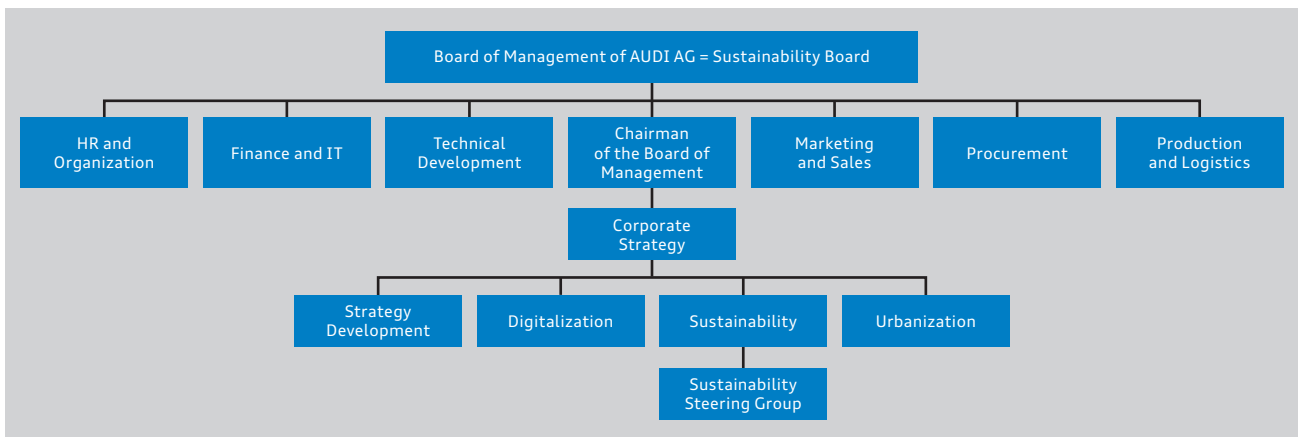 Board of Management of AUDI AG = Sustainability Board
HR and
Organization
Finance and IT
Technical
Development
Chairman
of the Board of
Management
Marketing
and Sales
Procurement
Production
and Logistics
Corporate
Strategy
Strategy
Development
Digitalization
Sustainability
Urbanization
Sustainability
Steering Group